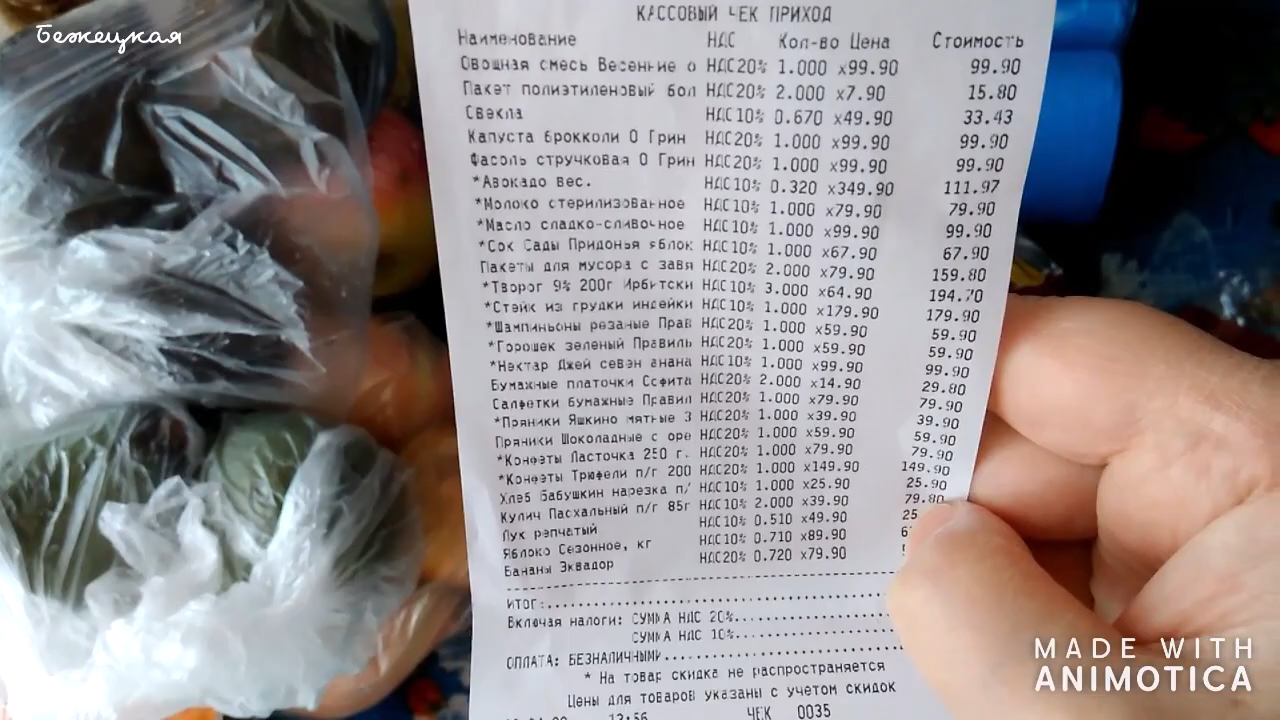 Бежецкая
КАССОВЫЙ ЧЕК ПРИХОД
Наименование НДС Кол-во Цена Стоимость
Овощная смесь Весенние о НДС20% 1.000 x99.90 99.90
Пакет полиэтиленовый бол НДС20% 2.000 x7.90 15.80
Свекла НДС10% 0.670 x49.90 33.43
Капуста брокколи О Грин НДС20% 1.000 x99.90 99.90
Фасоль стручковая О Грин НДС20% 1.000 x99.90 99.90
*Авокадо вес. НДС10% 0.320 x349.90 111.97
*Молоко стерилизованное НДС10% 1.000 x79.90 79.90
*Масло сладко-сливочное НДС10% 1.000 x99.90 99.90
*Сок Сады Придонья яблок НДС10% 1.000 x67.90 67.90
Пакеты для мусора с завя НДС20% 2.000 x79.90 159.80
*Творог 9% 200г Ирбитски НДС10% 3.000 x64.90 194.70
*Стейк из грудки индейки НДС10% 1.000 x179.90 179.90
*Шампиньоны резаные Прав НДС20% 1.000 x59.90 59.90
*Горошек зеленый Правиль НДС20% 1.000 x59.90 59.90
*Нектар Джей севен анана НДС10% 1.000 x99.90 99.90
Бумажные платочки Софита НДС20% 2.000 x14.90 29.80
Салфетки бумажные Правил НДС20% 1.000 x79.90 79.90
*Пряники Яшкино мятные З НДС20% 1.000 x39.90 39.90
Пряники Шоколадные с оре НДС20% 1.000 x59.90 59.90
*Конфеты Ласточка 250 г. НДС20% 1.000 x79.90 79.90
*Конфеты Трюфели п/г 200 НДС20% 1.000 x149.90 149.90
Хлеб Бабушкин нарезка п/ НДС10% 1.000 x25.90 25.90
Кулич Пасхальный п/г 85г НДС10% 2.000 x39.90 79.80
Лук репчатый НДС10% 0.510 x49.90 25
Яблоко Сезонное, кг НДС10% 0.710 x89.90 6
Бананы Эквадор НДС20% 0.720 x79.90
ИТОГ:
Включая налоги: СУММА НДС 20%
СУММА НДС 10%
ОПЛАТА: БЕЗНАЛИЧНЫМИ
* На товар скидка не распространяется
Цены для товаров указаны с учетом скидок
13:56 ЧЕК 0035
MADE WITH
ANIMOTICA